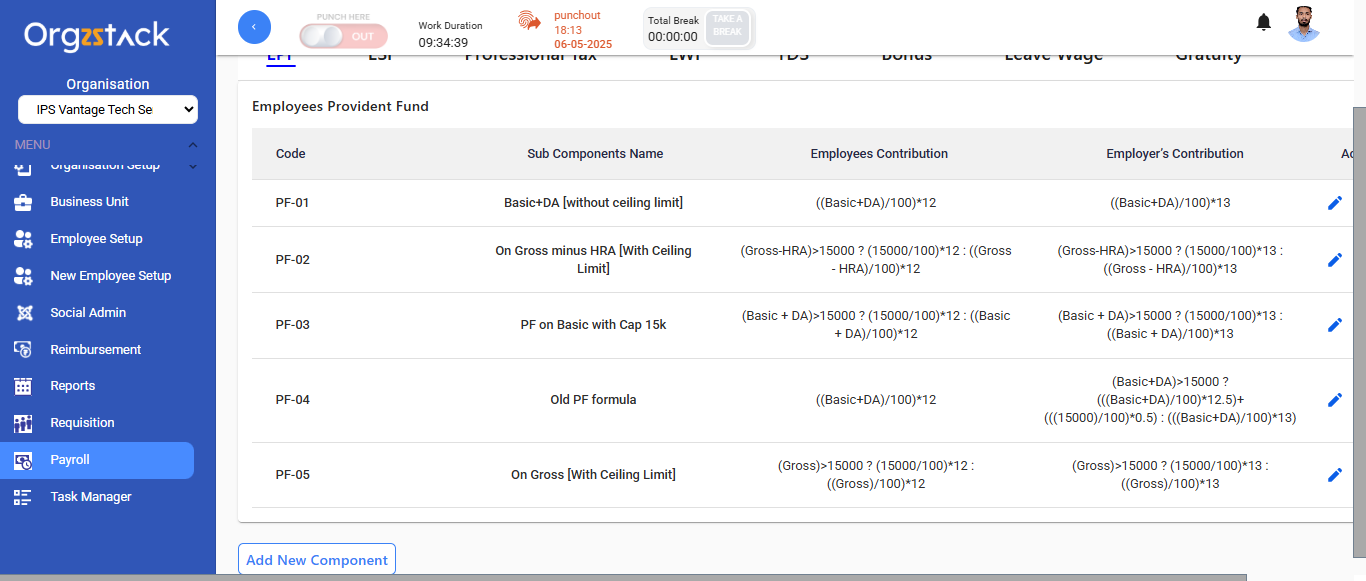 Orgzstack
‹
PUNCH HERE
OUT
Work Duration
09:34:39
punchout
18:13
06-05-2025
Total Break
00:00:00
TAKE A
BREAK
Organisation
IPS Vantage Tech Se
MENU
Organisation Setup
Business Unit
Employee Setup
New Employee Setup
Social Admin
Reimbursement
Reports
Requisition
Payroll
Task Manager
EPF ESI Professional Tax LWF TDS Bonus Leave Wage Gratuity
Employees Provident Fund
Code Sub Components Name Employees Contribution Employer's Contribution
PF-01 Basic+DA [without ceiling limit] ((Basic+DA)/100)*12 ((Basic+DA)/100)*13
PF-02
On Gross minus HRA [With Ceiling
Limit]
(Gross-HRA)>15000 ? (15000/100)*12 : ((Gross
- HRA)/100)*12
(Gross-HRA)>15000 ? (15000/100)*13 :
((Gross - HRA)/100)*13
PF-03
PF on Basic with Cap 15k
(Basic + DA)>15000 ? (15000/100)*12 : ((Basic
+ DA)/100)*12
(Basic + DA)>15000 ? (15000/100)*13 :
((Basic + DA)/100)*13
PF-04
Old PF formula
((Basic+DA)/100)*12
(Basic+DA)>15000 ?
(((Basic+DA)/100)*12.5)+
(((15000)/100)*0.5) : (((Basic+DA)/100)*13)
PF-05
On Gross [With Ceiling Limit]
(Gross)>15000 ? (15000/100)*12 :
((Gross)/100)*12
(Gross)>15000 ? (15000/100)*13 :
((Gross)/100)*13
Add New Component